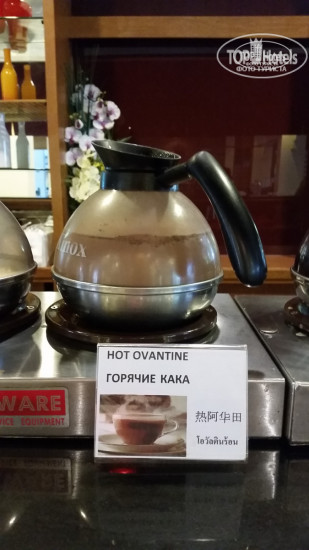 TopHotels
ФОТО ТУРИСТА
HOT OVANTINE
ГОРЯЧИЕ КАКА
热阿华田
โอวัลตินร้อน
WARE
EQUIPMENT